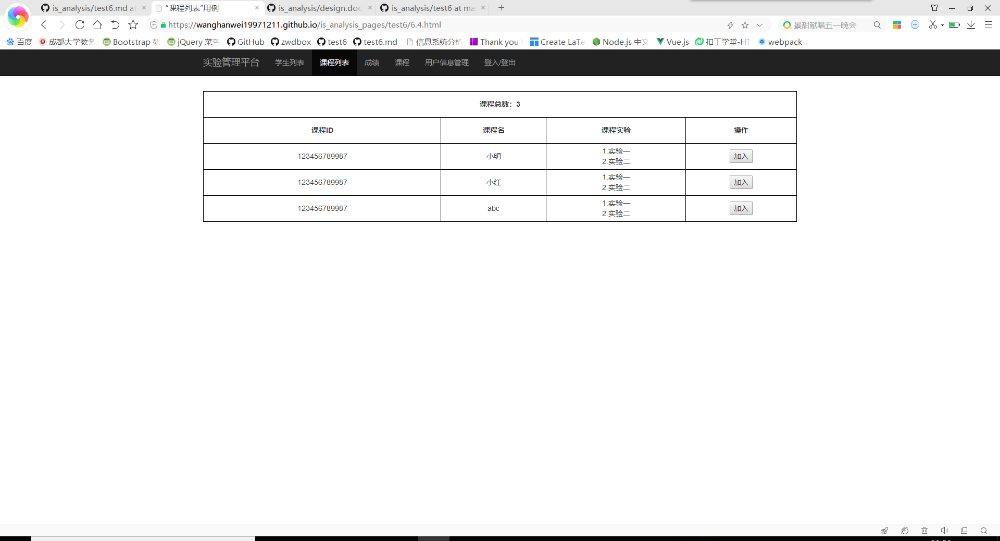 is_analysis/test6.md at
“课程列表”用例
is_analysis/design.doc
is_analysis/test6 at ma
https://wanghanwei19971211.github.io/is_analysis_pages/test6/6.4.html
景甜献唱五一晚会
百度
成都大学教务
Bootstrap 教
jQuery 菜鸟
GitHub
zwdbox
test6
test6.md
信息系统分析
Thank you f
Create LaTe
Node.js 中文
Vue.js
扣丁学堂-HT
webpack
实验管理平台
学生列表
课程列表
成绩
课程
用户信息管理
登入/登出
课程总数：3
课程ID
课程名
课程实验
操作
123456789987
小明
1.实验一
2.实验二
加入
123456789987
小红
1.实验一
2.实验二
加入
123456789987
abc
1.实验一
2.实验二
加入